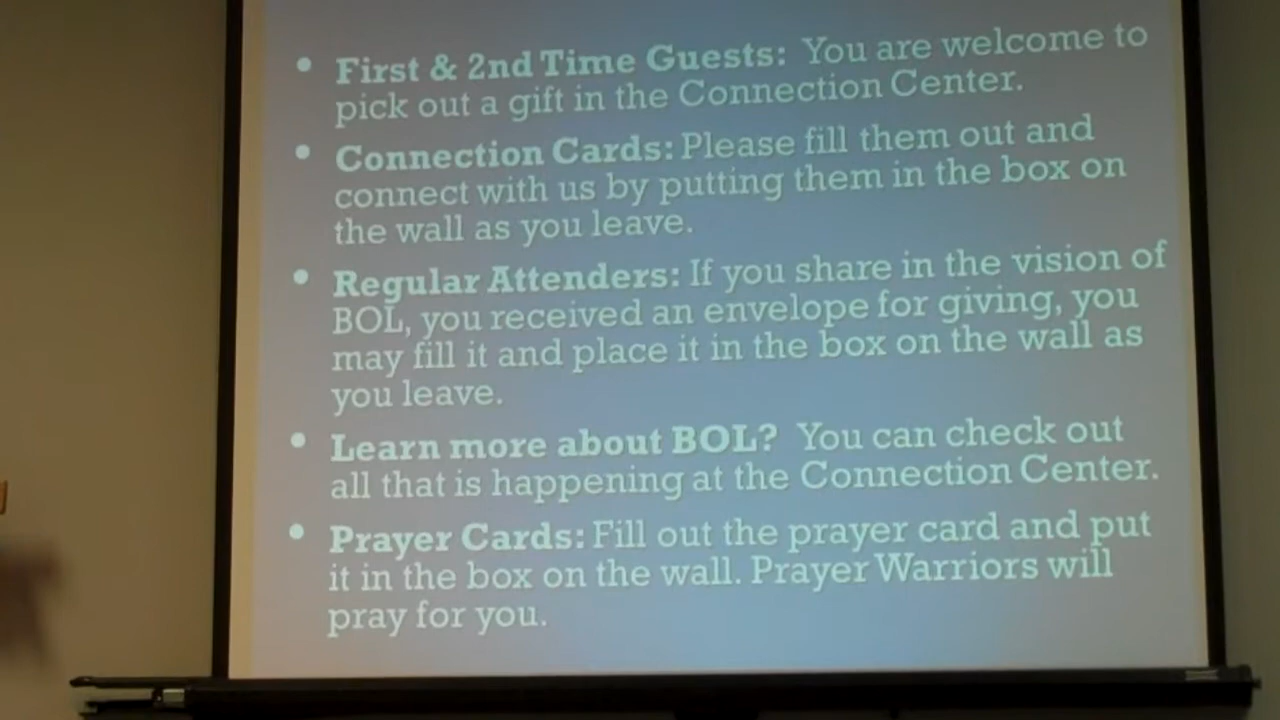 • First & 2nd Time Guests: You are welcome to
pick out a gift in the Connection Center.
• Connection Cards: Please fill them out and
connect with us by putting them in the box on
the wall as you leave.
• Regular Attenders: If you share in the vision of
BOL, you received an envelope for giving, you
may fill it and place it in the box on the wall as
you leave.
• Learn more about BOL? You can check out
all that is happening at the Connection Center.
• Prayer Cards: Fill out the prayer card and put
it in the box on the wall. Prayer Warriors will
pray for you.